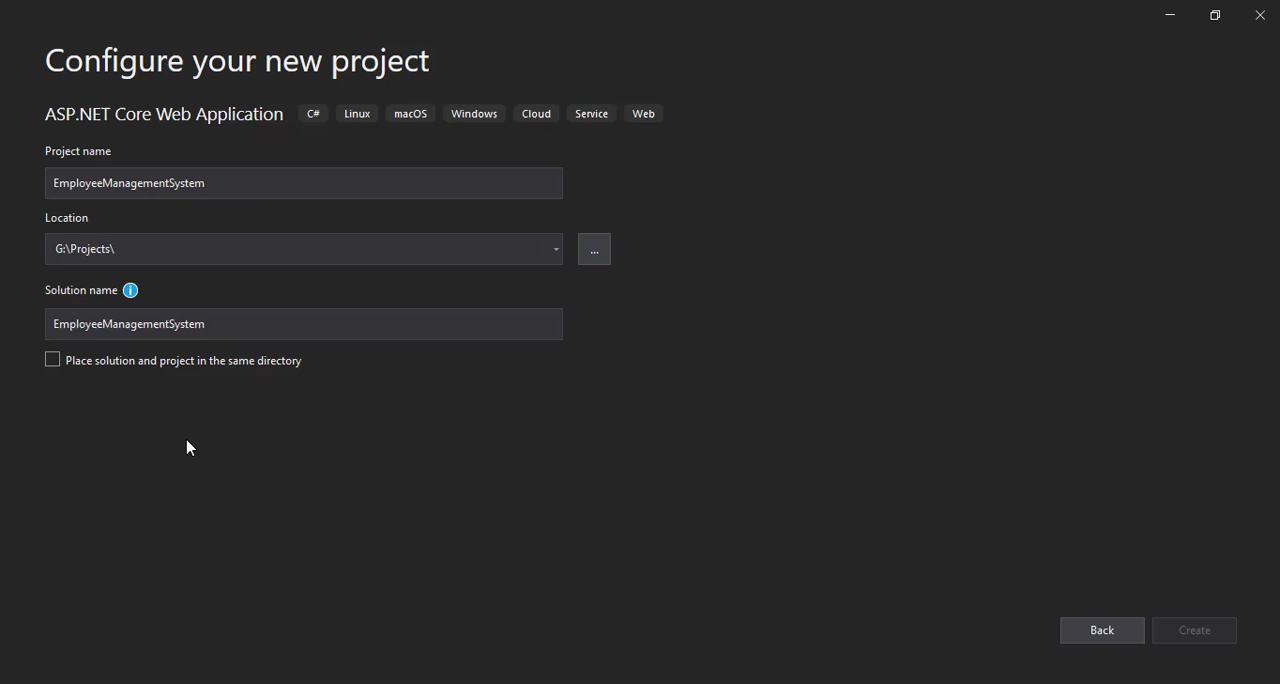 Configure your new project
ASP.NET Core Web Application C# Linux macOS Windows Cloud Service Web
Project name
EmployeeManagementSystem
Location
G:\Projects\
...
Solution name i
EmployeeManagementSystem
Place solution and project in the same directory
Back Create